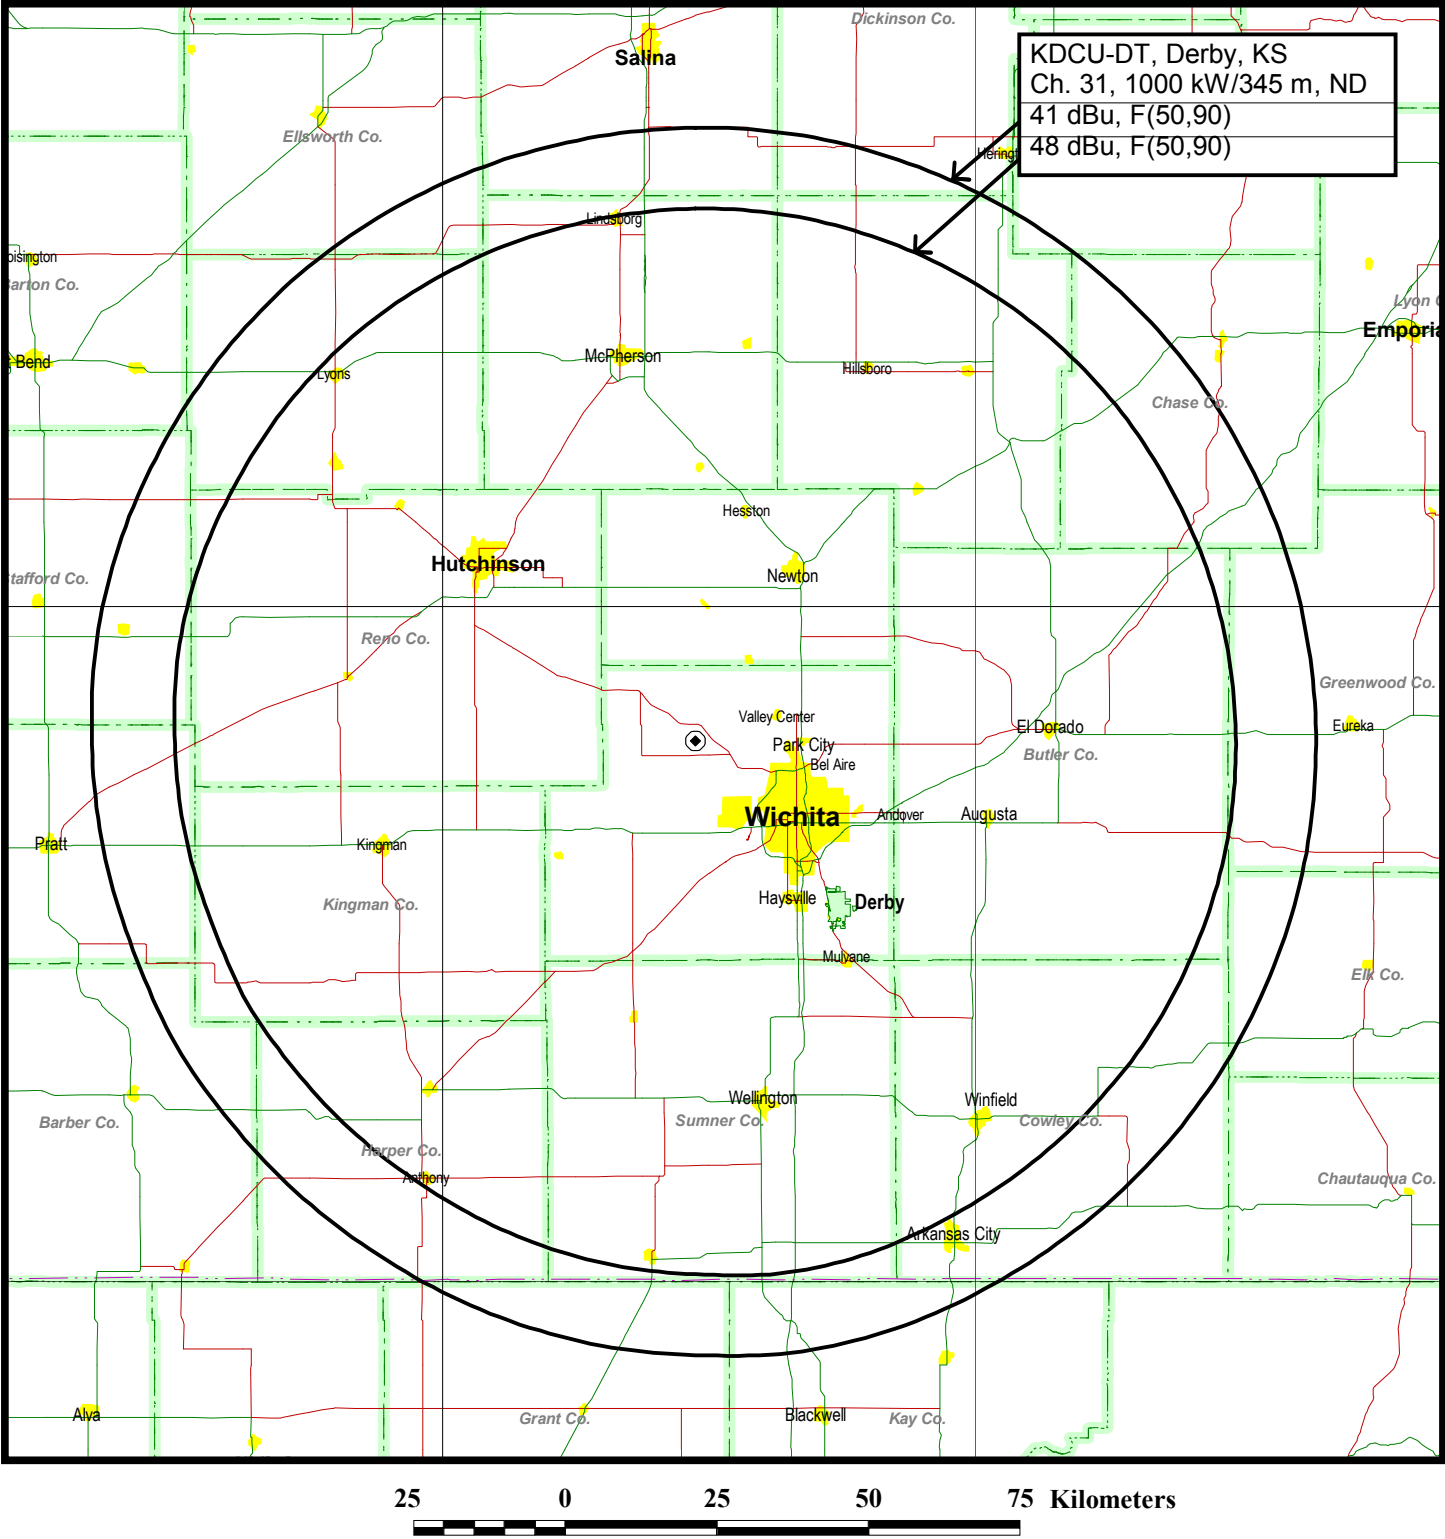 Dickinson Co.
Salina
KDCU-DT, Derby, KS
Ch. 31, 1000 kW/345 m, ND
41 dBu, F(50,90)
48 dBu, F(50,90)
Ellsworth Co.
Lindsborg
Lyon
Emporia
Bend
Lyons
McPherson
Hillsboro
Chase Co.
Hesston
Hutchinson
Newton
Reno Co.
Greenwood Co.
Valley Center
El Dorado
Eureka
Park City
Butler Co.
Bel Aire
Wichita
Andover
Augusta
Pratt
Kingman
Kingman Co.
Haysville
Derby
Mulvane
Elk Co.
Wellington
Winfield
Barber Co.
Sumner Co.
Cowley Co.
Harper Co.
Anthony
Chautauqua Co.
Arkansas City
Alva
Grant Co.
Blackwell
Kay Co.
25 0 25 50 75 Kilometers